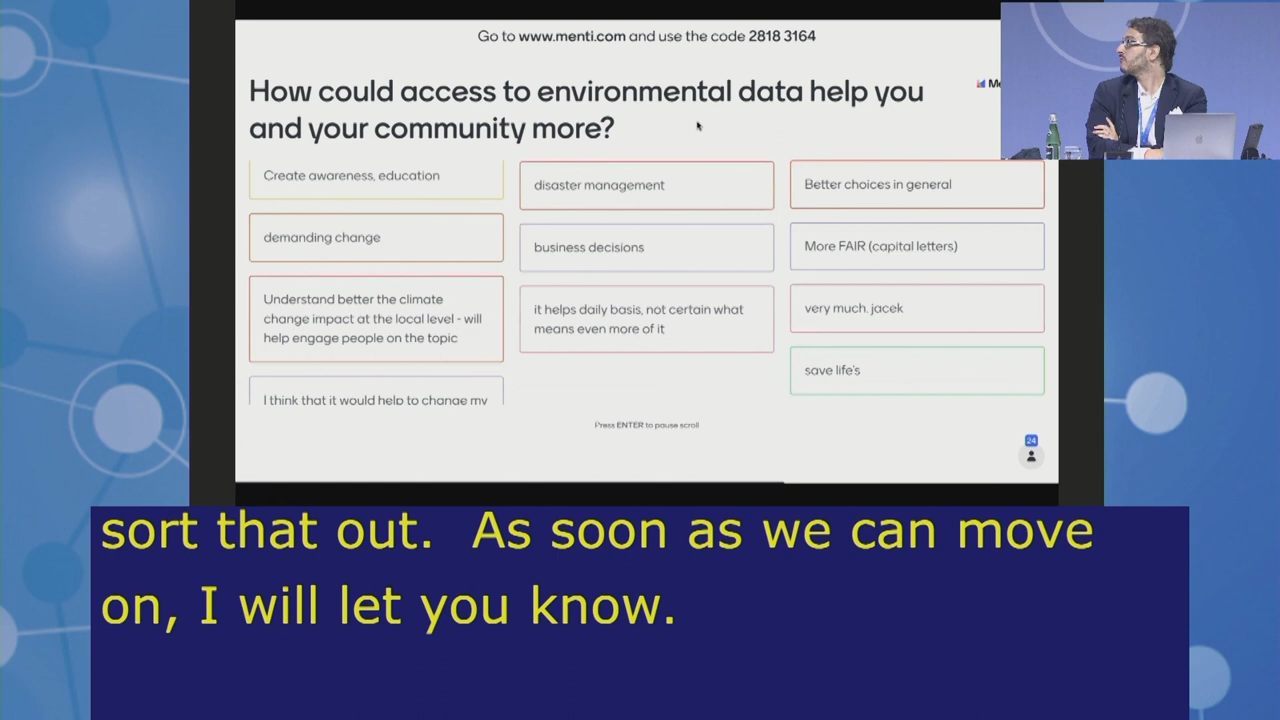 Go to www.menti.com and use the code 2818 3164
How could access to environmental data help you
and your community more?
Me
Create awareness, education
demanding change
Understand better the climate
change impact at the local level - will
help engage people on the topic
I think that it would help to change my
disaster management
business decisions
it helps daily basis, not certain what
means even more of it
Better choices in general
More FAIR (capital letters)
very much. jacek
save life's
Press ENTER to pause scroll
24
sort that out. As soon as we can move
on, I will let you know.